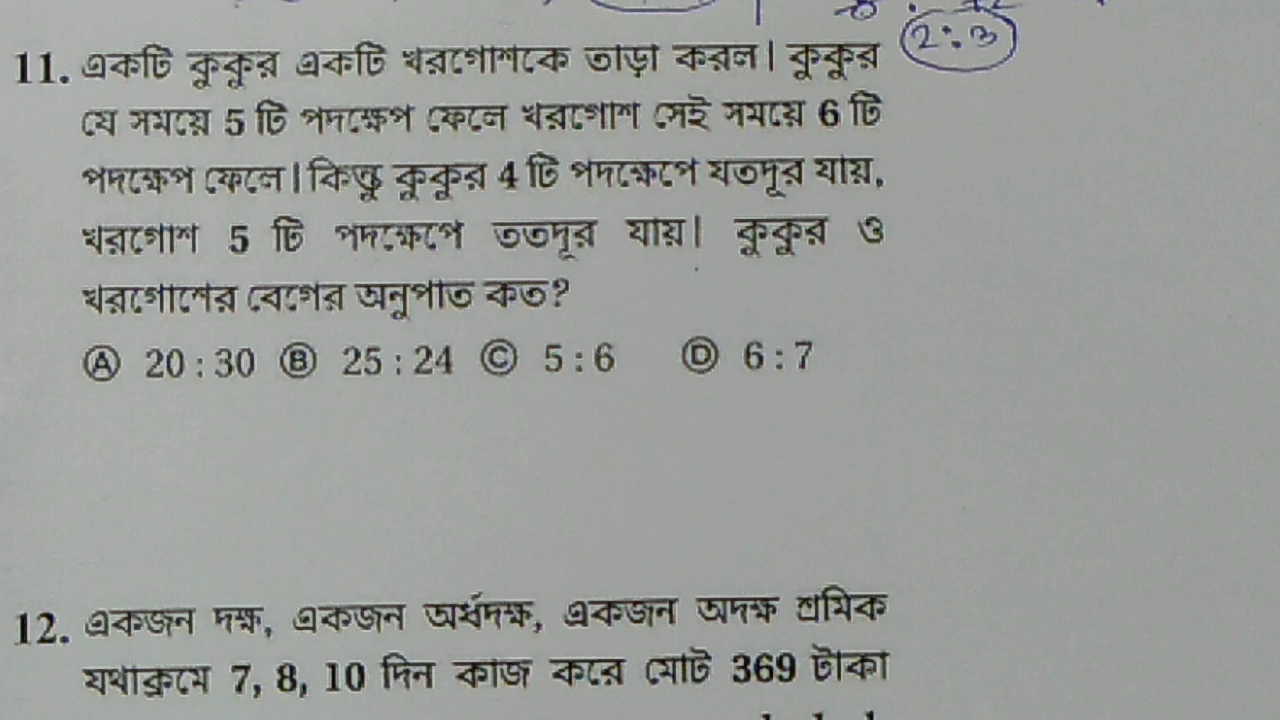 2:3
11. একটি কুকুর একটি খরগোশকে তাড়া করল। কুকুর
যে সময়ে 5 টি পদক্ষেপ ফেলে খরগোশ সেই সময়ে 6 টি
পদক্ষেপ ফেলে। কিন্তু কুকুর 4 টি পদক্ষেপে যতদূর যায়,
খরগোশ 5 টি পদক্ষেপে ততদূর যায়। কুকুর ও
খরগোশের বেগের অনুপাত কত?
Ⓐ 20 : 30 Ⓑ 25 : 24 Ⓒ 5 : 6 Ⓓ 6 : 7
12. একজন দক্ষ, একজন অর্ধদক্ষ, একজন অদক্ষ শ্রমিক
যথাক্রমে 7, 8, 10 দিন কাজ করে মোট 369 টাকা